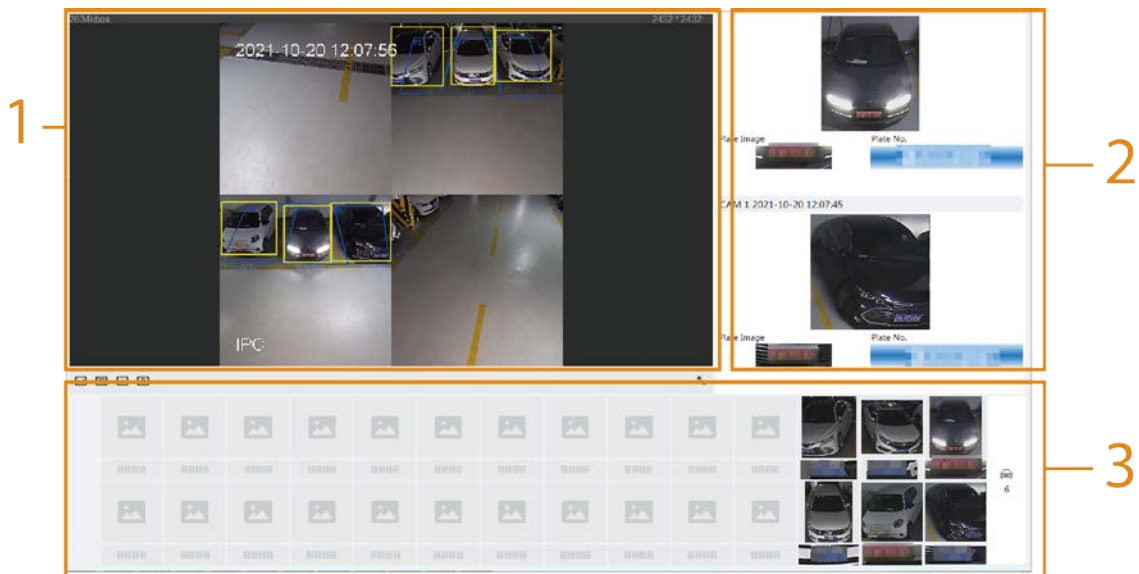 1
2634kbps
2432*2432
2021-10-20 12:07:56
IPC
Plate Image
Plate No.
2
CAM 1 2021-10-20 12:07:45
Plate Image
Plate No.
3
6